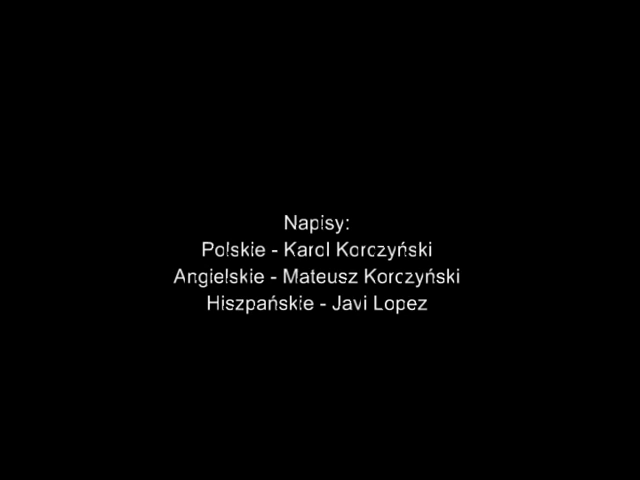 Napisy:
Polskie - Karol Korczyński
Angielskie - Mateusz Korczyński
Hiszpańskie - Javi Lopez